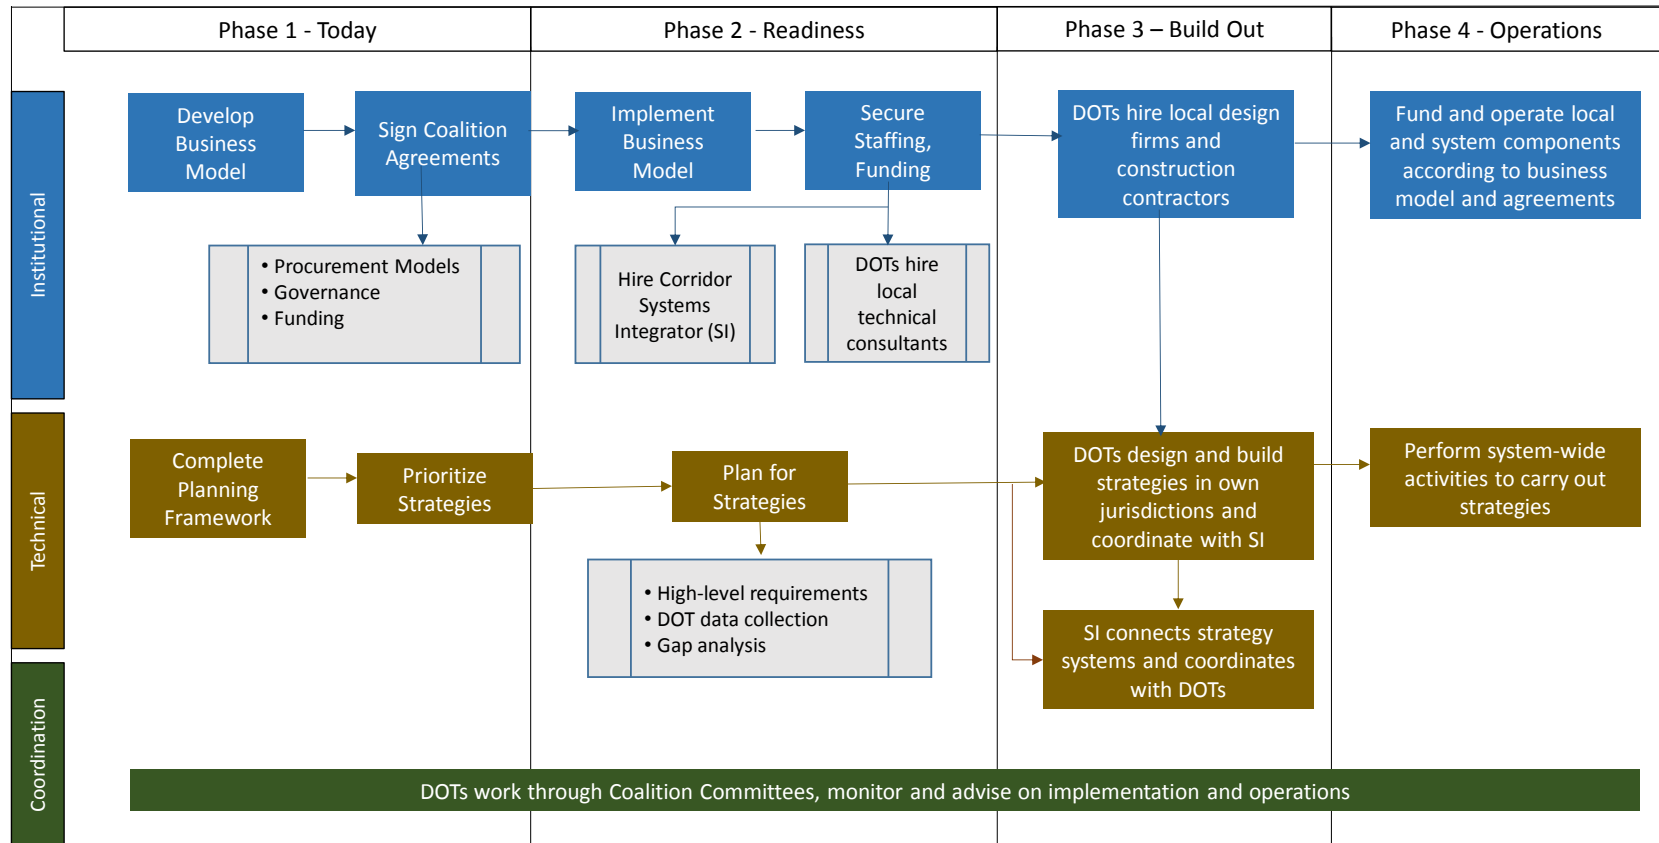 Phase 1 - Today
Phase 2 - Readiness
Phase 3 – Build Out
Phase 4 - Operations
Institutional
Develop
Business
Model
Sign Coalition
Agreements
Implement
Business
Model
Secure
Staffing,
Funding
DOTs hire local design
firms and
construction
contractors
Fund and operate local
and system components
according to business
model and agreements
• Procurement Models
• Governance
• Funding
Hire Corridor
Systems
Integrator (SI)
DOTs hire
local
technical
consultants
Technical
Complete
Planning
Framework
Prioritize
Strategies
Plan for
Strategies
DOTs design and build
strategies in own
jurisdictions and
coordinate with SI
Perform system-wide
activities to carry out
strategies
• High-level requirements
• DOT data collection
• Gap analysis
SI connects strategy
systems and coordinates
with DOTs
Coordination
DOTs work through Coalition Committees, monitor and advise on implementation and operations